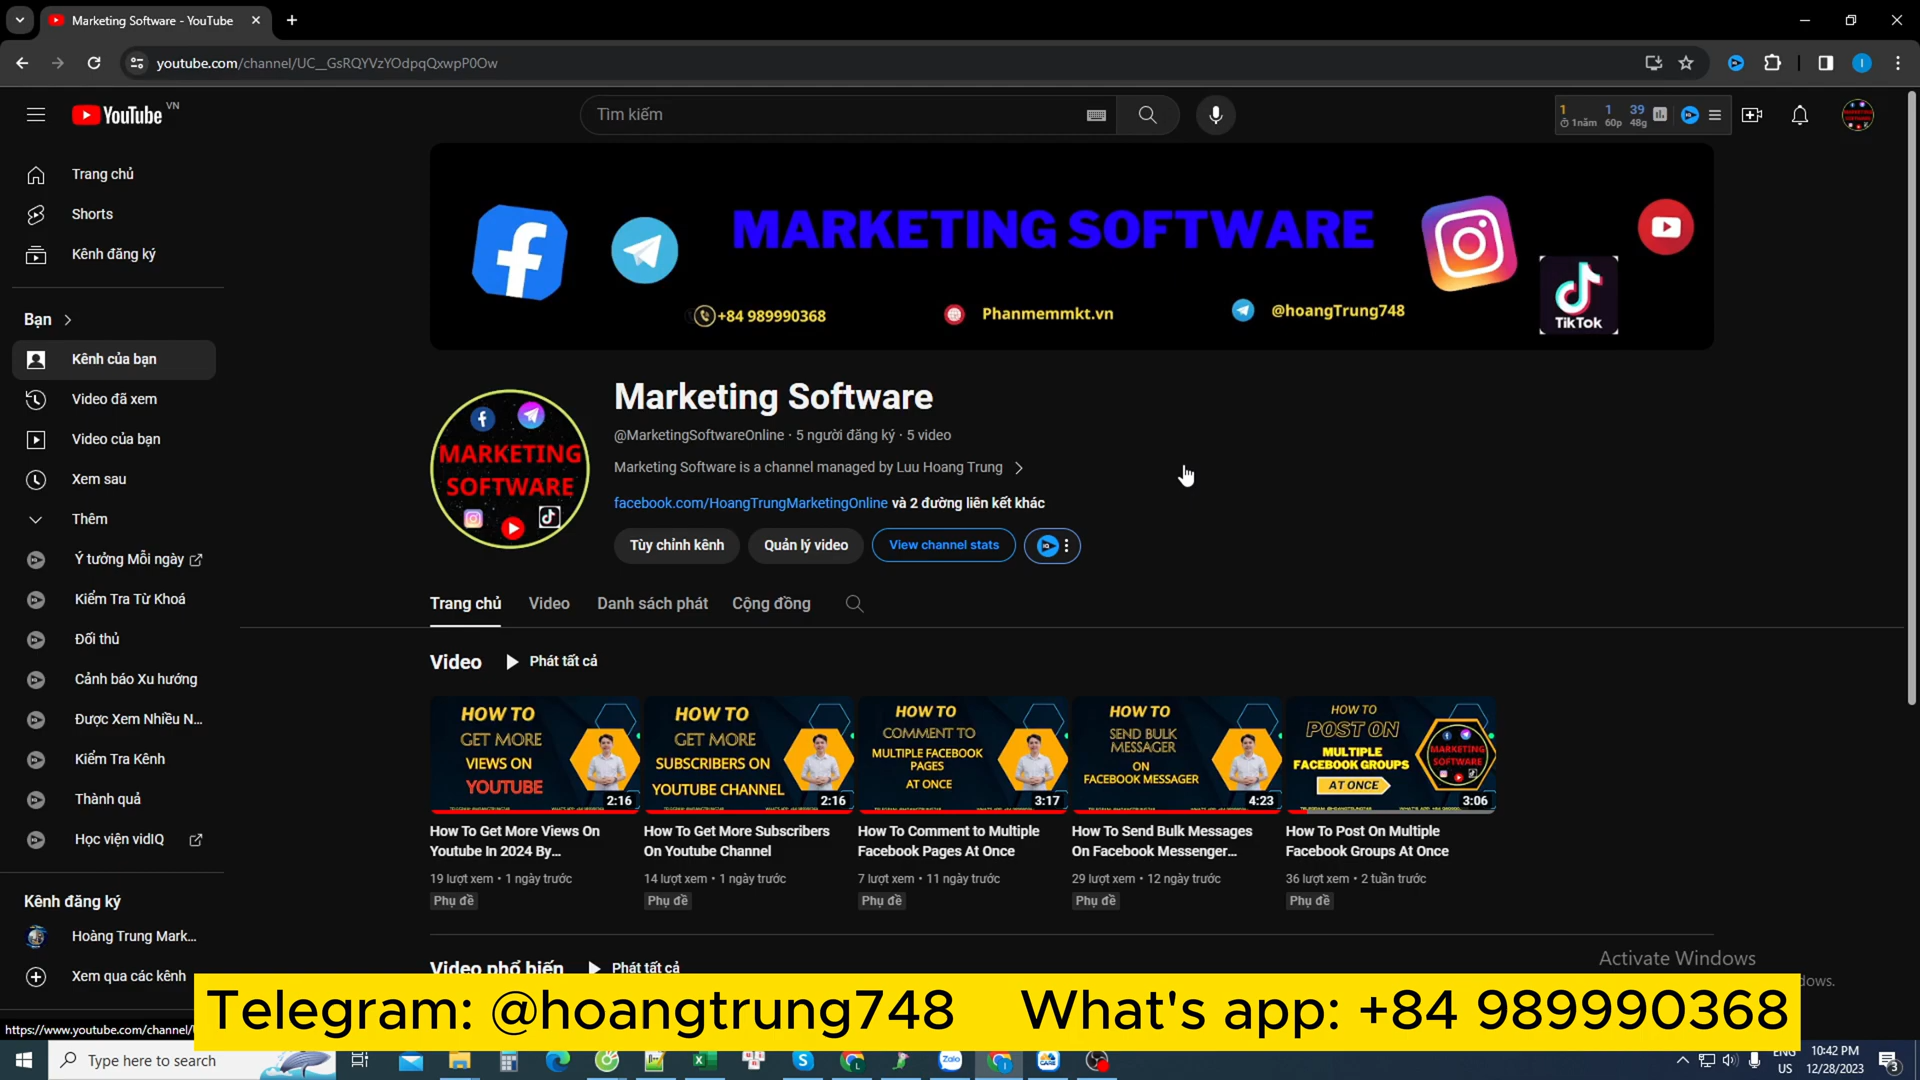 Marketing Software - YouTube
youtube.com/channel/UC__GsRQYVzYOdpqQxwpP0Ow
YouTube VN
Tìm kiếm
1 1 39
1năm 60p 48g
Trang chủ
Shorts
Kênh đăng ký
Bạn
Kênh của bạn
Video đã xem
Video của bạn
Xem sau
Thêm
Ý tưởng Mỗi ngày
Kiểm Tra Từ Khoá
Đối thủ
Cảnh báo Xu hướng
Được Xem Nhiều N...
Kiểm Tra Kênh
Thành quả
Học viện vidIQ
Kênh đăng ký
Hoàng Trung Mark...
Xem qua các kênh
MARKETING SOFTWARE
+84 989990368
Phanmemmkt.vn
@hoangTrung748
TikTok
MARKETING
SOFTWARE
Marketing Software
@MarketingSoftwareOnline · 5 người đăng ký · 5 video
Marketing Software is a channel managed by Luu Hoang Trung
facebook.com/HoangTrungMarketingOnline và 2 đường liên kết khác
Tùy chỉnh kênh
Quản lý video
View channel stats
Trang chủ
Video
Danh sách phát
Cộng đồng
Video
Phát tất cả
HOW TO
GET MORE
VIEWS ON
YOUTUBE
2:16
HOW TO
GET MORE
SUBSCRIBERS ON
YOUTUBE CHANNEL
2:16
HOW TO
COMMENT TO
MULTIPLE FACEBOOK
PAGES
AT ONCE
3:17
HOW TO
SEND BULK
MESSAGER
ON
FACEBOOK MESSAGER
4:23
HOW TO
POST ON
MULTIPLE
FACEBOOK GROUPS
AT ONCE
MARKETING
SOFTWARE
3:06
How To Get More Views On
Youtube In 2024 By...
19 lượt xem • 1 ngày trước
Phụ đề
How To Get More Subscribers
On Youtube Channel
14 lượt xem • 1 ngày trước
Phụ đề
How To Comment to Multiple
Facebook Pages At Once
7 lượt xem • 11 ngày trước
Phụ đề
How To Send Bulk Messages
On Facebook Messenger...
29 lượt xem • 12 ngày trước
Phụ đề
How To Post On Multiple
Facebook Groups At Once
36 lượt xem • 2 tuần trước
Phụ đề
Video phổ biến
Phát tất cả
Activate Windows
dows.
Telegram: @hoangtrung748 What's app: +84 989990368
https://www.youtube.com/channel/
Type here to search
Zalo
ENG
US
10:42 PM
12/28/2023
3